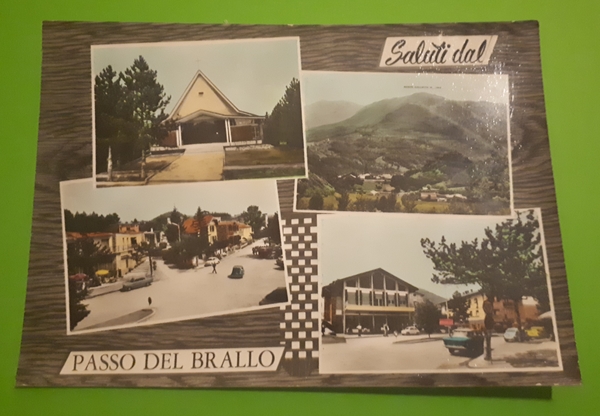 Saluti dal
PASSO DEL BRALLO